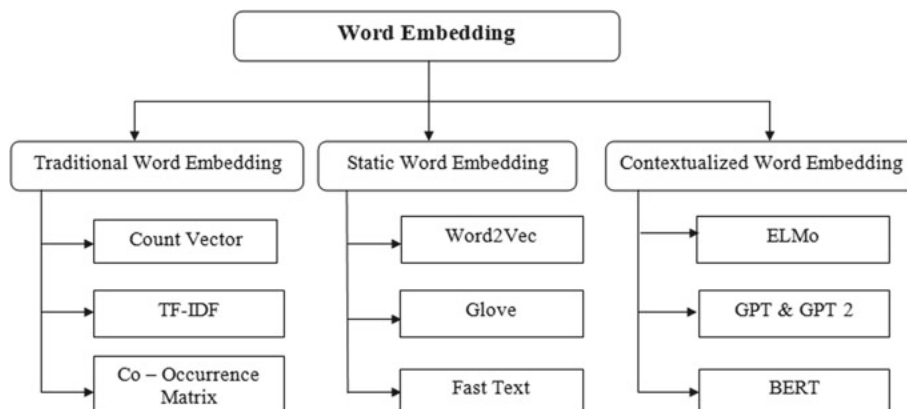 Word Embedding
Traditional Word Embedding
Static Word Embedding
Contextualized Word Embedding
Count Vector
Word2Vec
ELMo
TF-IDF
Glove
GPT & GPT 2
Co – Occurrence
Matrix
Fast Text
BERT